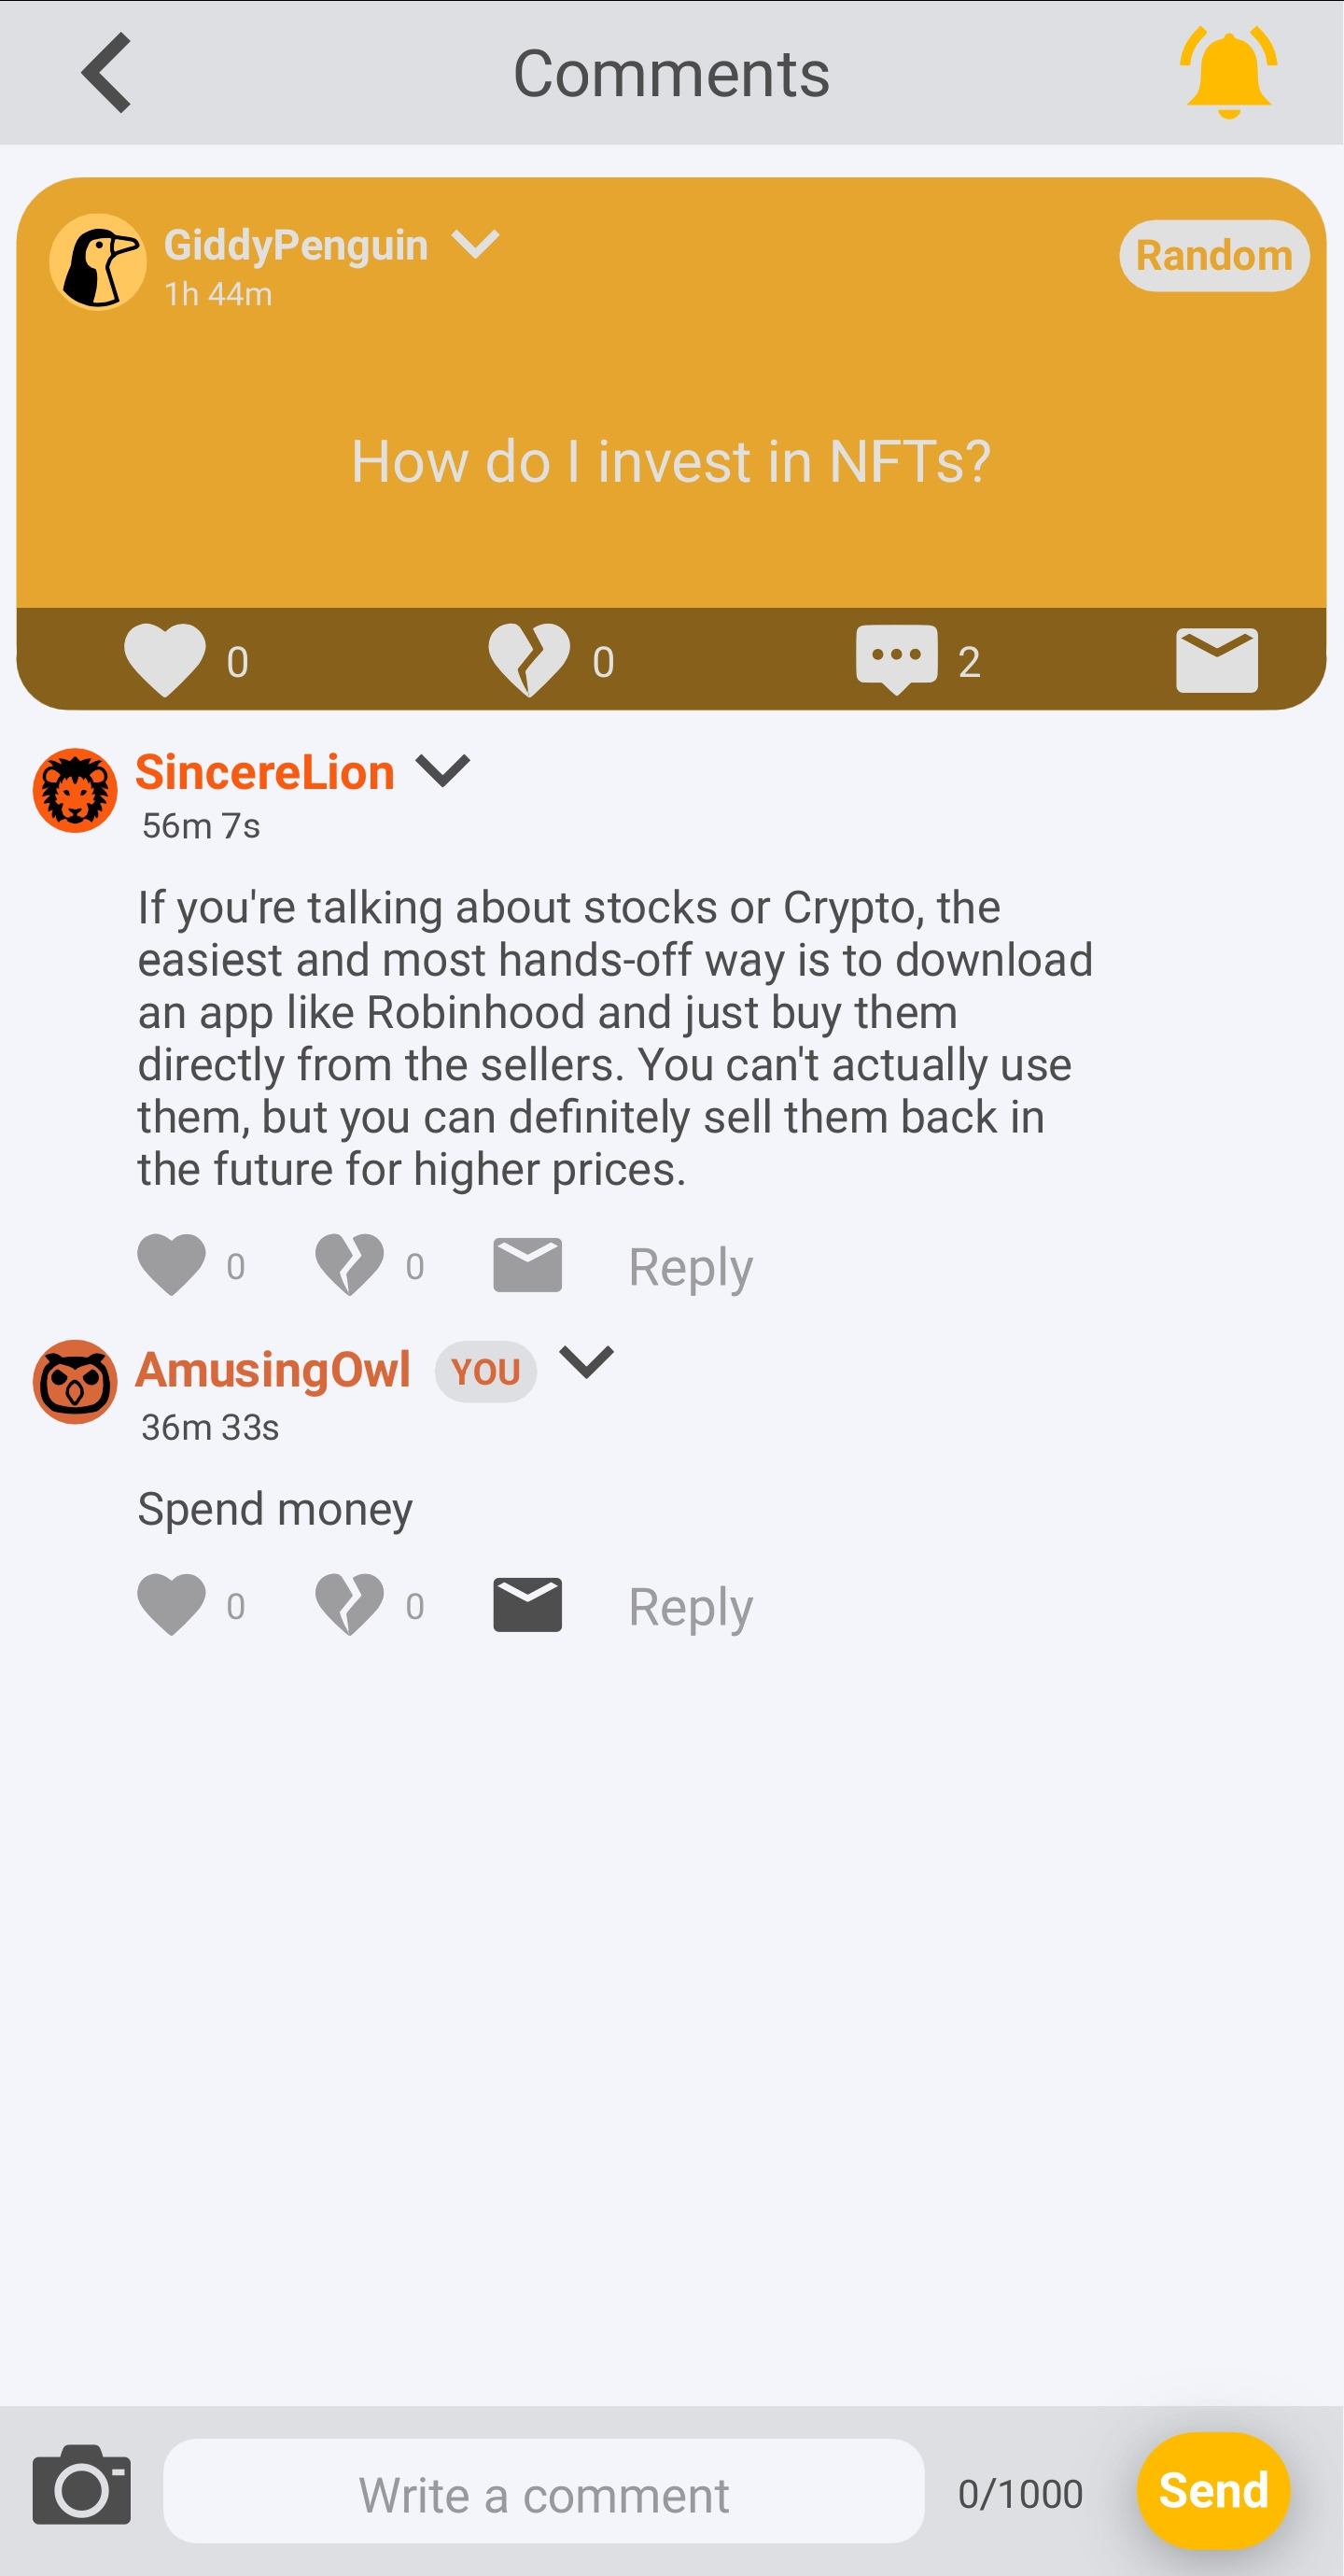 Comments
GiddyPenguin
1h 44m
Random
How do I invest in NFTs?
0
0
2
SincereLion
56m 7s
If you're talking about stocks or Crypto, the
easiest and most hands-off way is to download
an app like Robinhood and just buy them
directly from the sellers. You can't actually use
them, but you can definitely sell them back in
the future for higher prices.
0
0
Reply
AmusingOwl
YOU
36m 33s
Spend money
0
0
Reply
Write a comment
0/1000
Send